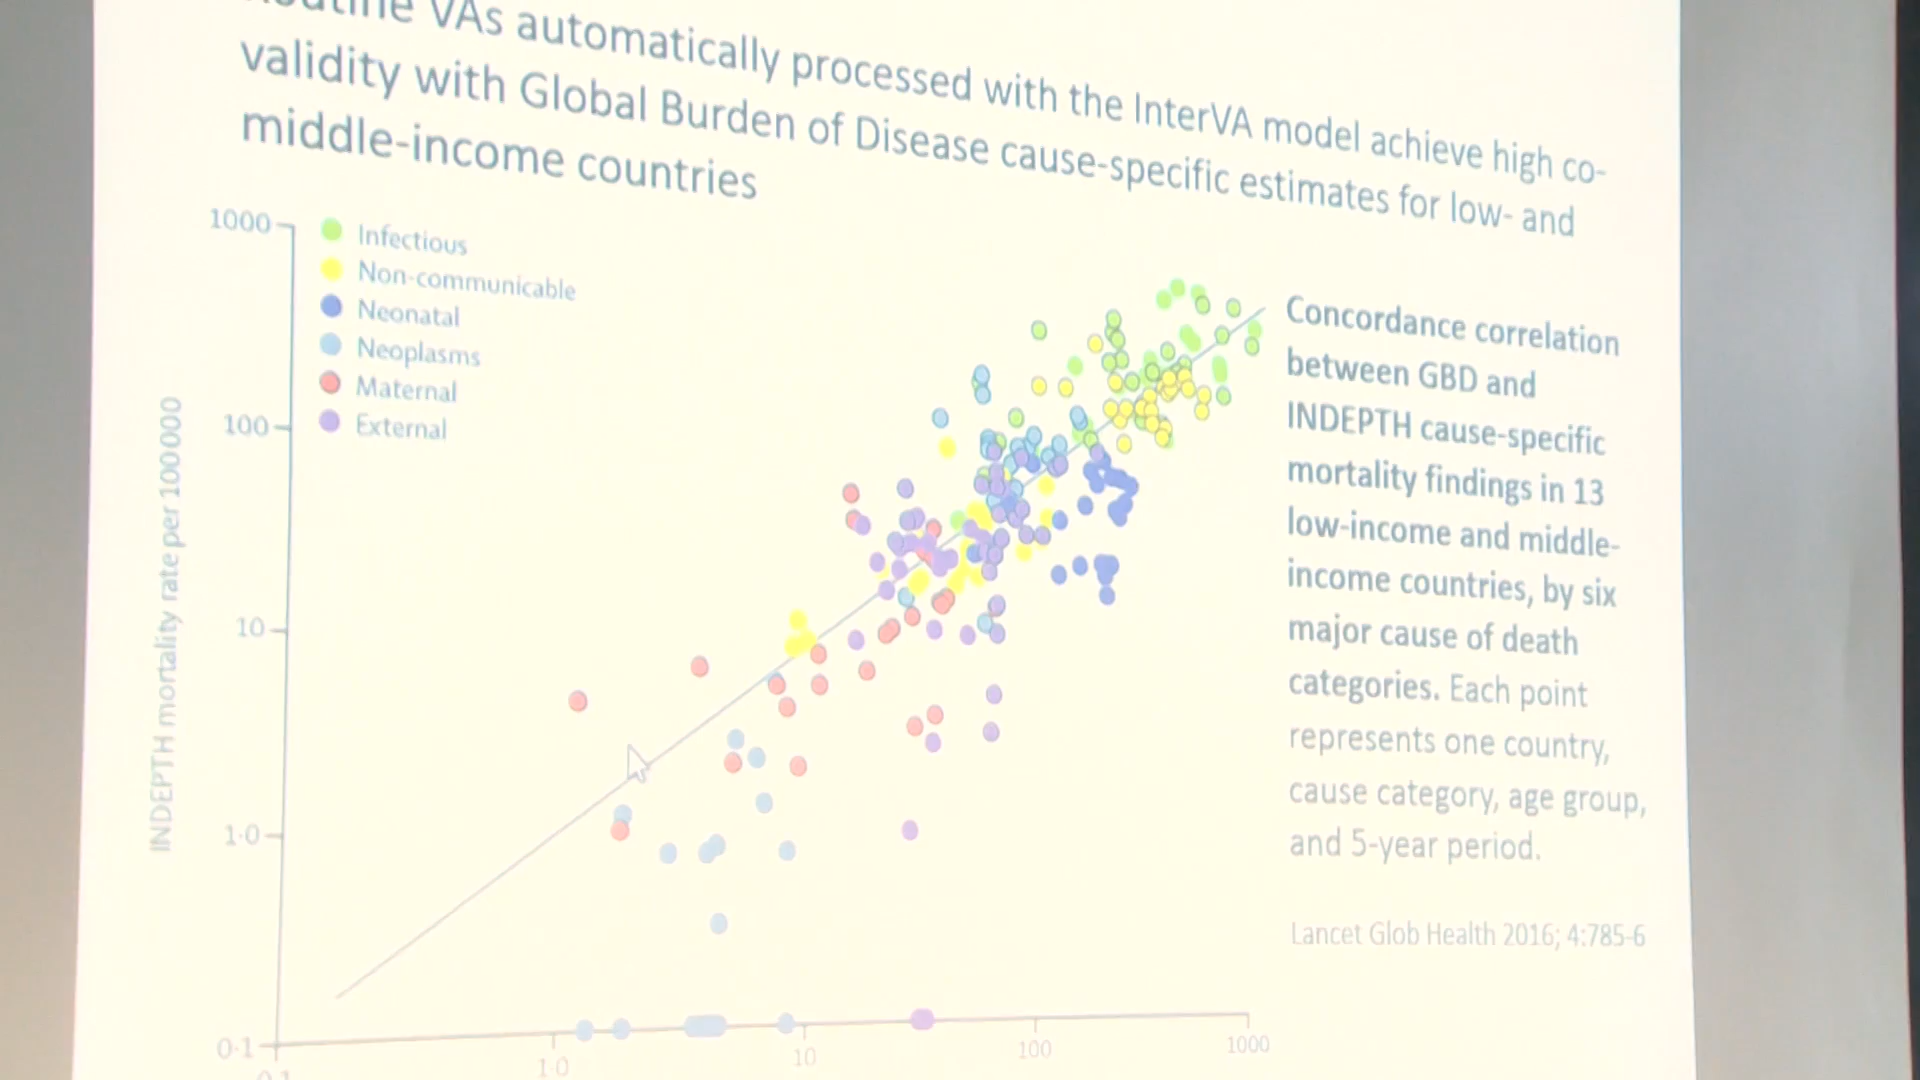 VAs automatically processed with the InterVA model achieve high co-
validity with Global Burden of Disease cause-specific estimates for low- and
middle-income countries
1000
100
10
1·0
0·1
INDEPTH mortality rate per 100 000
Infectious
Non-communicable
Neonatal
Neoplasms
Maternal
External
1 0
10
100
1000
Concordance correlation
between GBD and
INDEPTH cause-specific
mortality findings in 13
low-income and middle-
income countries, by six
major cause of death
categories. Each point
represents one country,
cause category, age group,
and 5-year period.
Lancet Glob Health 2016; 4:785-6